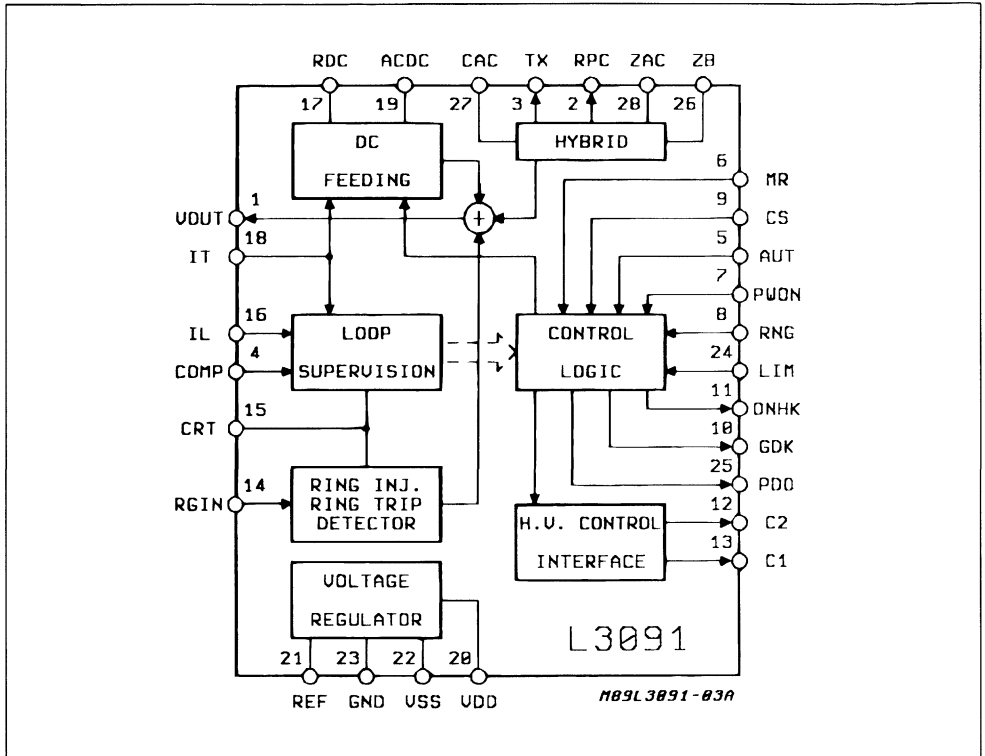 RDC ACDC CAC TX RPC ZAC ZB
17 19 27 3 2 28 26
DC
FEEDING
HYBRID
6
MR
9
CS
5
AUT
7
PWON
8
RNG
24
LIM
11
ONHK
10
GDK
25
PDO
12
C2
13
C1
1
VOUT
18
IT
16
IL
4
COMP
15
CRT
14
RGIN
+
LOOP
SUPERVISION
CONTROL
LOGIC
RING INJ.
RING TRIP
DETECTOR
H.V. CONTROL
INTERFACE
VOLTAGE
REGULATOR
L3091
21 23 22 20
REF GND VSS VDD
M89L3091-03A